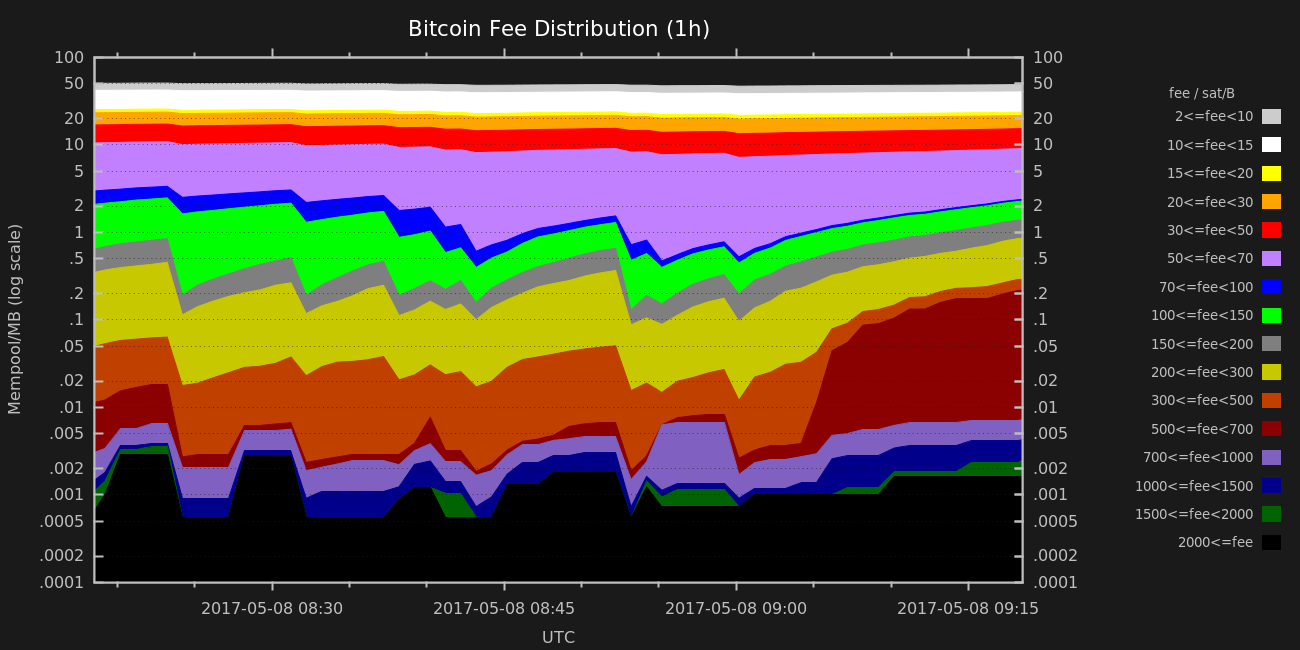 Bitcoin Fee Distribution (1h)
100
50
20
10
5
2
1
.5
.2
.1
.05
.02
.01
.005
.002
.001
.0005
.0002
.0001
Mempool/MB (log scale)
100
50
20
10
5
2
1
.5
.2
.1
.05
.02
.01
.005
.002
.001
.0005
.0002
.0001
2017-05-08 08:30
2017-05-08 08:45
2017-05-08 09:00
2017-05-08 09:15
UTC
fee / sat/B
2<=fee<10
10<=fee<15
15<=fee<20
20<=fee<30
30<=fee<50
50<=fee<70
70<=fee<100
100<=fee<150
150<=fee<200
200<=fee<300
300<=fee<500
500<=fee<700
700<=fee<1000
1000<=fee<1500
1500<=fee<2000
2000<=fee